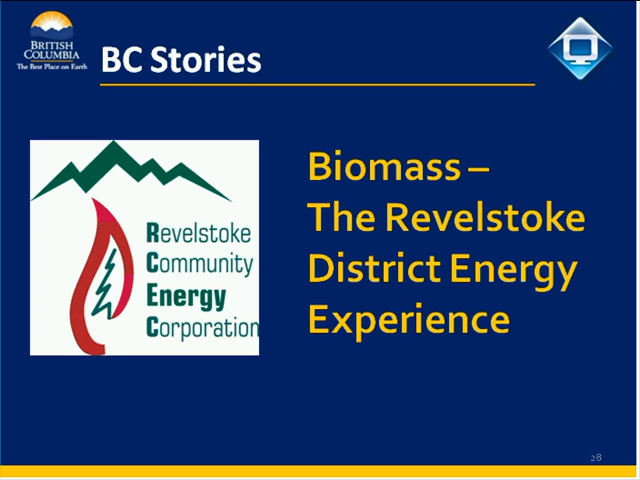 BRITISH
COLUMBIA
The Best Place on Earth
BC Stories
Revelstoke
Community
Energy
Corporation
Biomass –
The Revelstoke
District Energy
Experience
28